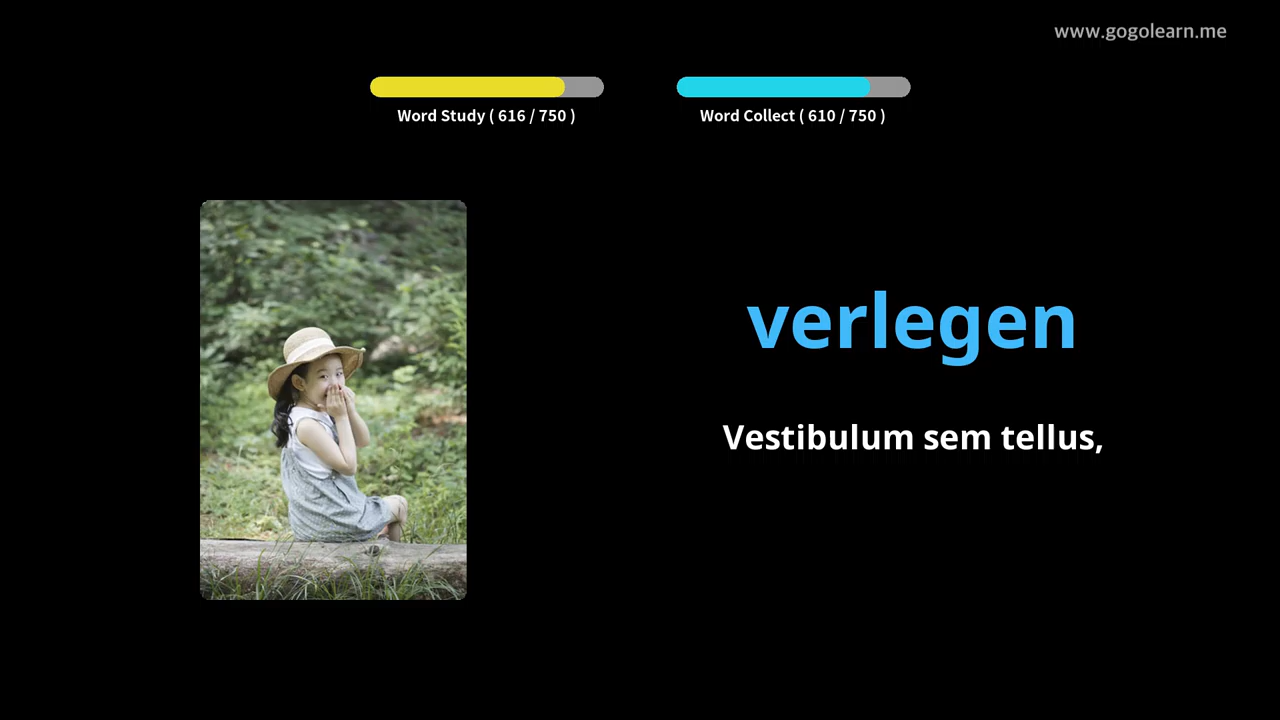 www.gogolearn.me
Word Study ( 616 / 750 )
Word Collect ( 610 / 750 )
verlegen
Vestibulum sem tellus,